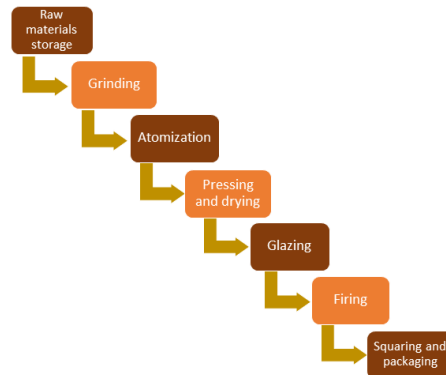 Raw
materials
storage
Grinding
Atomization
Pressing
and drying
Glazing
Firing
Squaring and
packaging